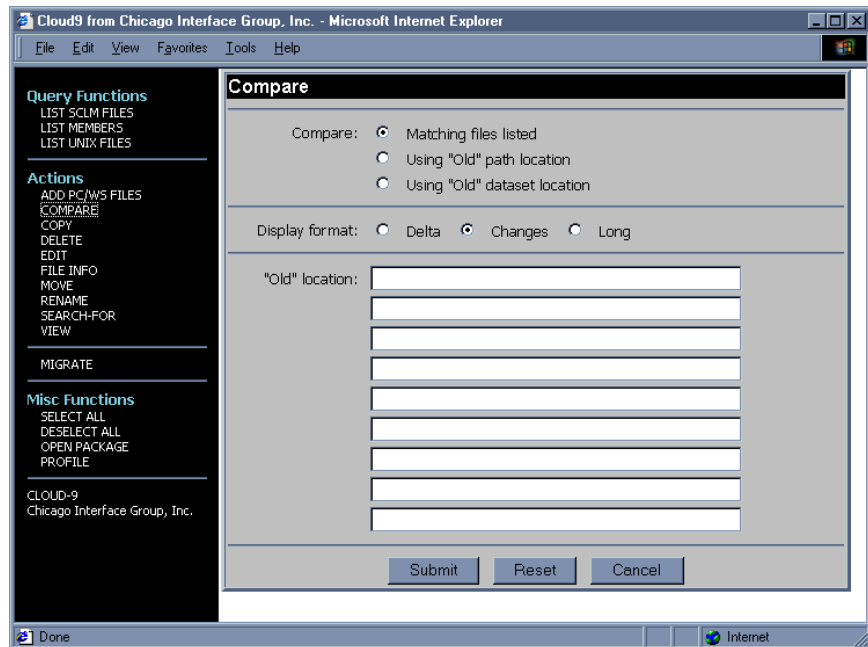 Cloud9 from Chicago Interface Group, Inc. - Microsoft Internet Explorer
File Edit View Favorites Tools Help
Query Functions
LIST SCLM FILES
LIST MEMBERS
LIST UNIX FILES
Actions
ADD PC/WS FILES
COMPARE
COPY
DELETE
EDIT
FILE INFO
MOVE
RENAME
SEARCH-FOR
VIEW
MIGRATE
Misc Functions
SELECT ALL
DESELECT ALL
OPEN PACKAGE
PROFILE
CLOUD-9
Chicago Interface Group, Inc.
Compare
Compare: Matching files listed
Using "Old" path location
Using "Old" dataset location
Display format: Delta Changes Long
"Old" location:
Submit Reset Cancel
Done Internet